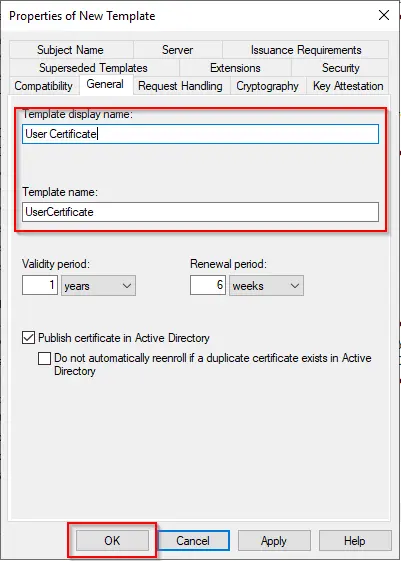 Properties of New Template
Subject Name Server Issuance Requirements
Superseded Templates Extensions Security
Compatibility General Request Handling Cryptography Key Attestation
Template display name:
User Certificate
Template name:
UserCertificate
Validity period: Renewal period:
1 years 6 weeks
Publish certificate in Active Directory
Do not automatically reenroll if a duplicate certificate exists in Active
Directory
OK Cancel Apply Help